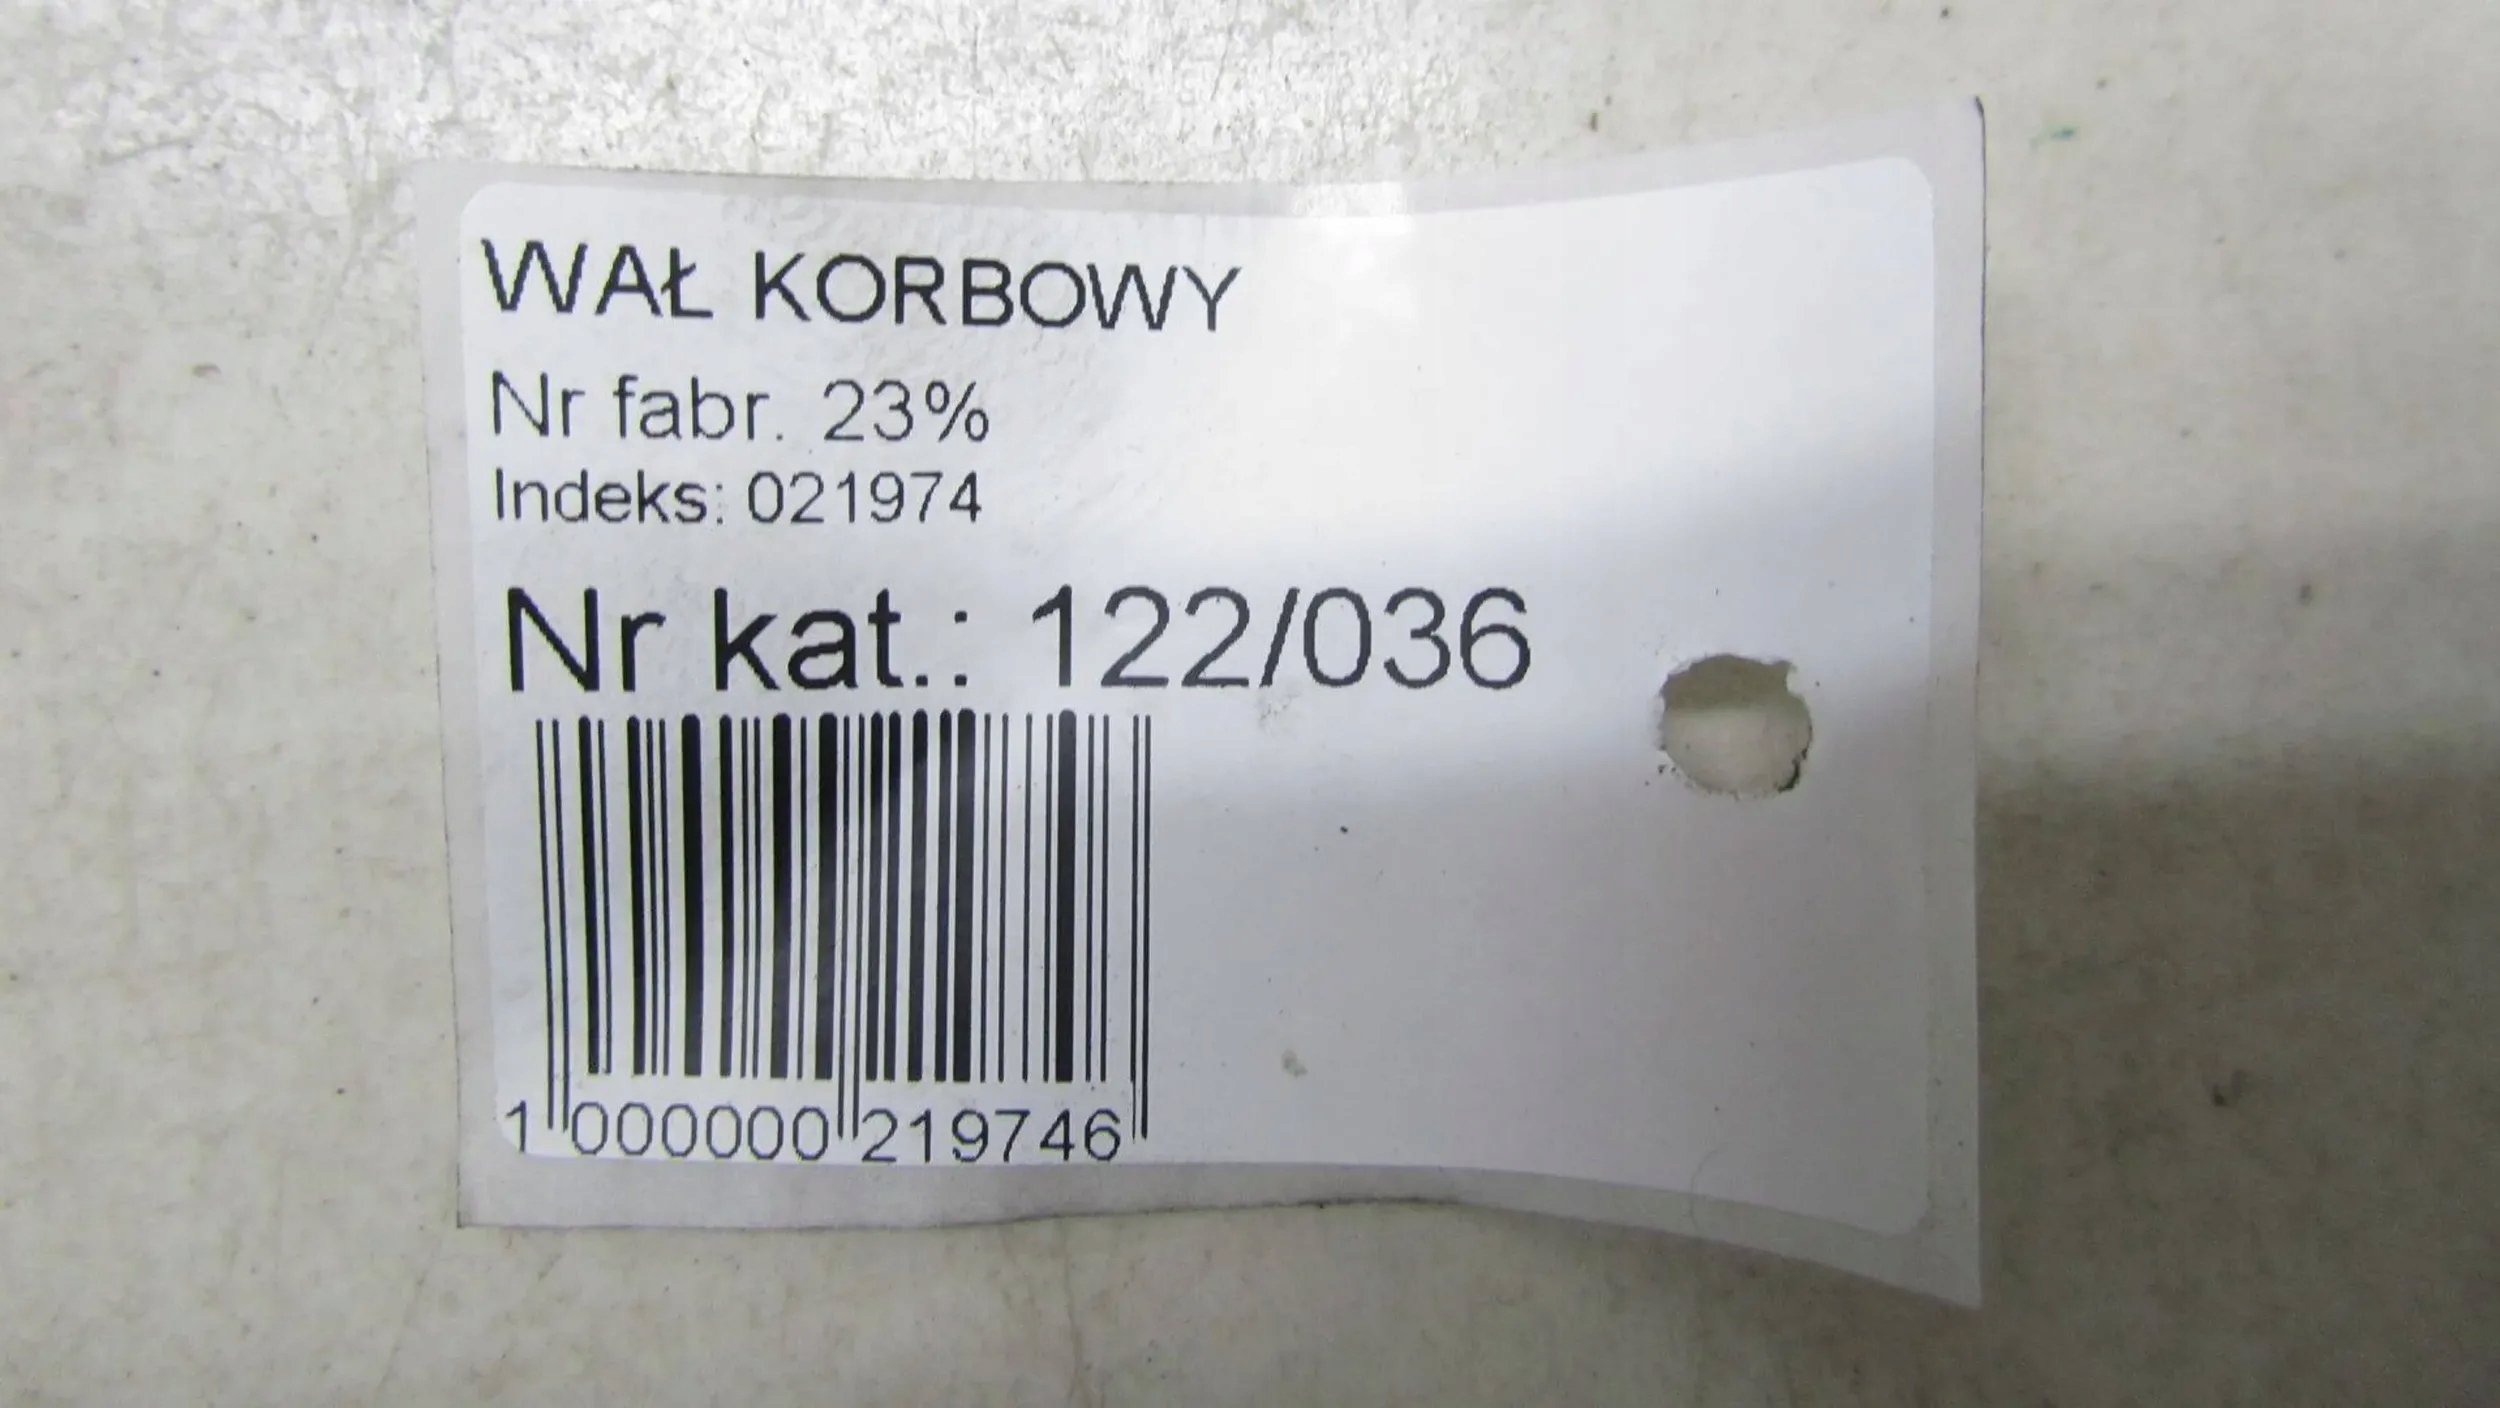 WAŁ KORBOWY
Nr fabr. 23%
Indeks: 021974
Nr kat.: 122/036
1 000000 219746